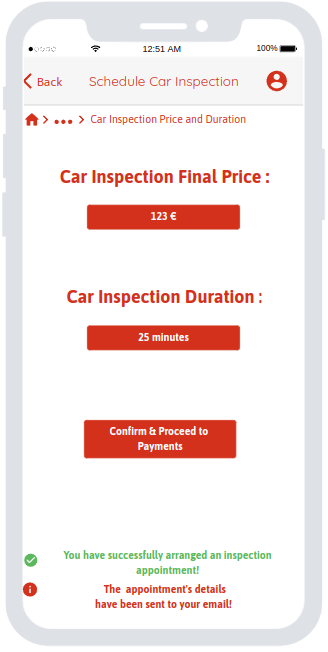 12:51 AM 100%
Back Schedule Car Inspection
Car Inspection Price and Duration
Car Inspection Final Price :
123 €
Car Inspection Duration :
25 minutes
Confirm & Proceed to
Payments
You have successfully arranged an inspection
appointment!
The appointment's details
have been sent to your email!